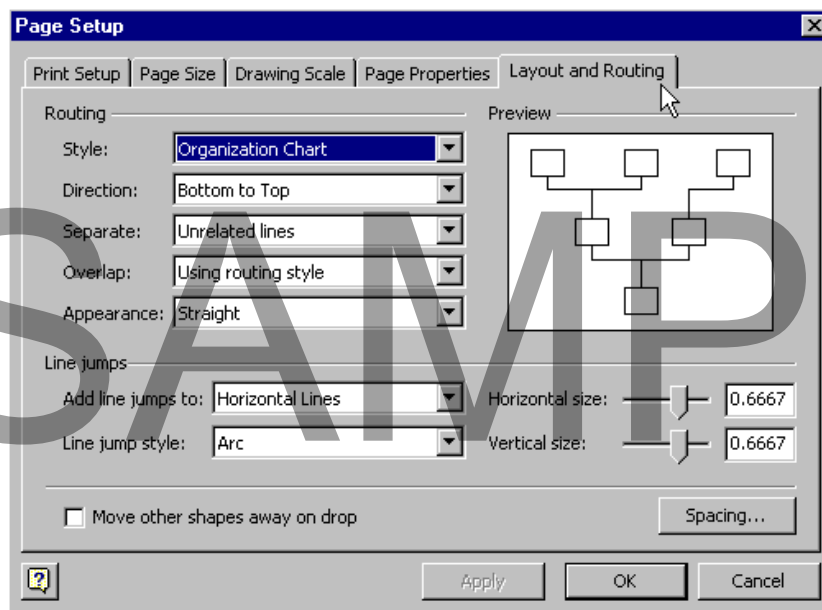 Page Setup
Print Setup Page Size Drawing Scale Page Properties Layout and Routing
Routing
Style: Organization Chart
Direction: Bottom to Top
Separate: Unrelated lines
Overlap: Using routing style
Appearance: Straight
Preview
Line jumps
Add line jumps to: Horizontal Lines
Horizontal size: 0.6667
Line jump style: Arc
Vertical size: 0.6667
Move other shapes away on drop
Spacing...
Apply OK Cancel
SAMP